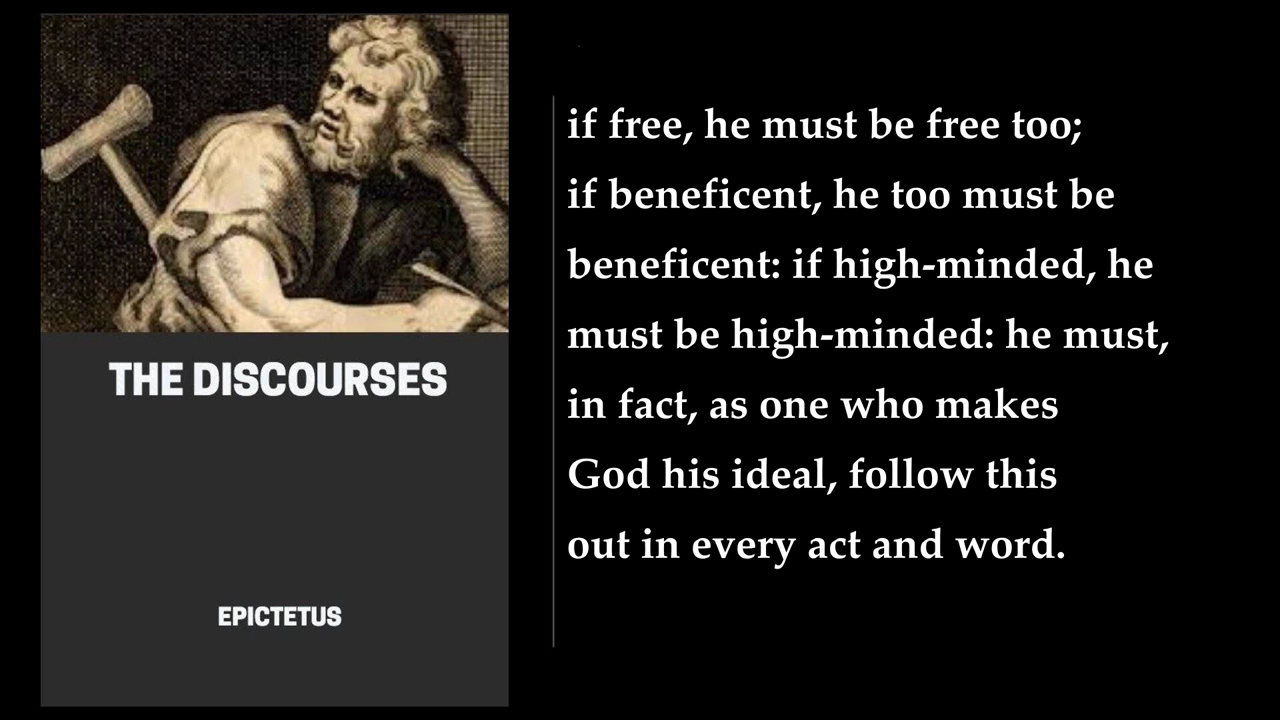 THE DISCOURSES
EPICTETUS
if free, he must be free too;
if beneficent, he too must be
beneficent: if high-minded, he
must be high-minded: he must,
in fact, as one who makes
God his ideal, follow this
out in every act and word.